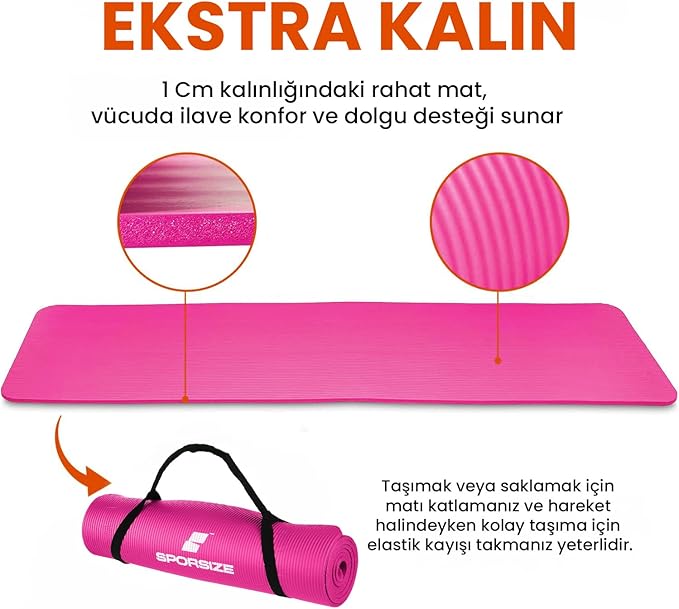 EKSTRA KALIN
1 Cm kalınlığındaki rahat mat,
vücuda ilave konfor ve dolgu desteği sunar
Taşımak veya saklamak için
matı katlamanız ve hareket
halindeyken kolay taşıma için
elastik kayışı takmanız yeterlidir.
SPORSIZE